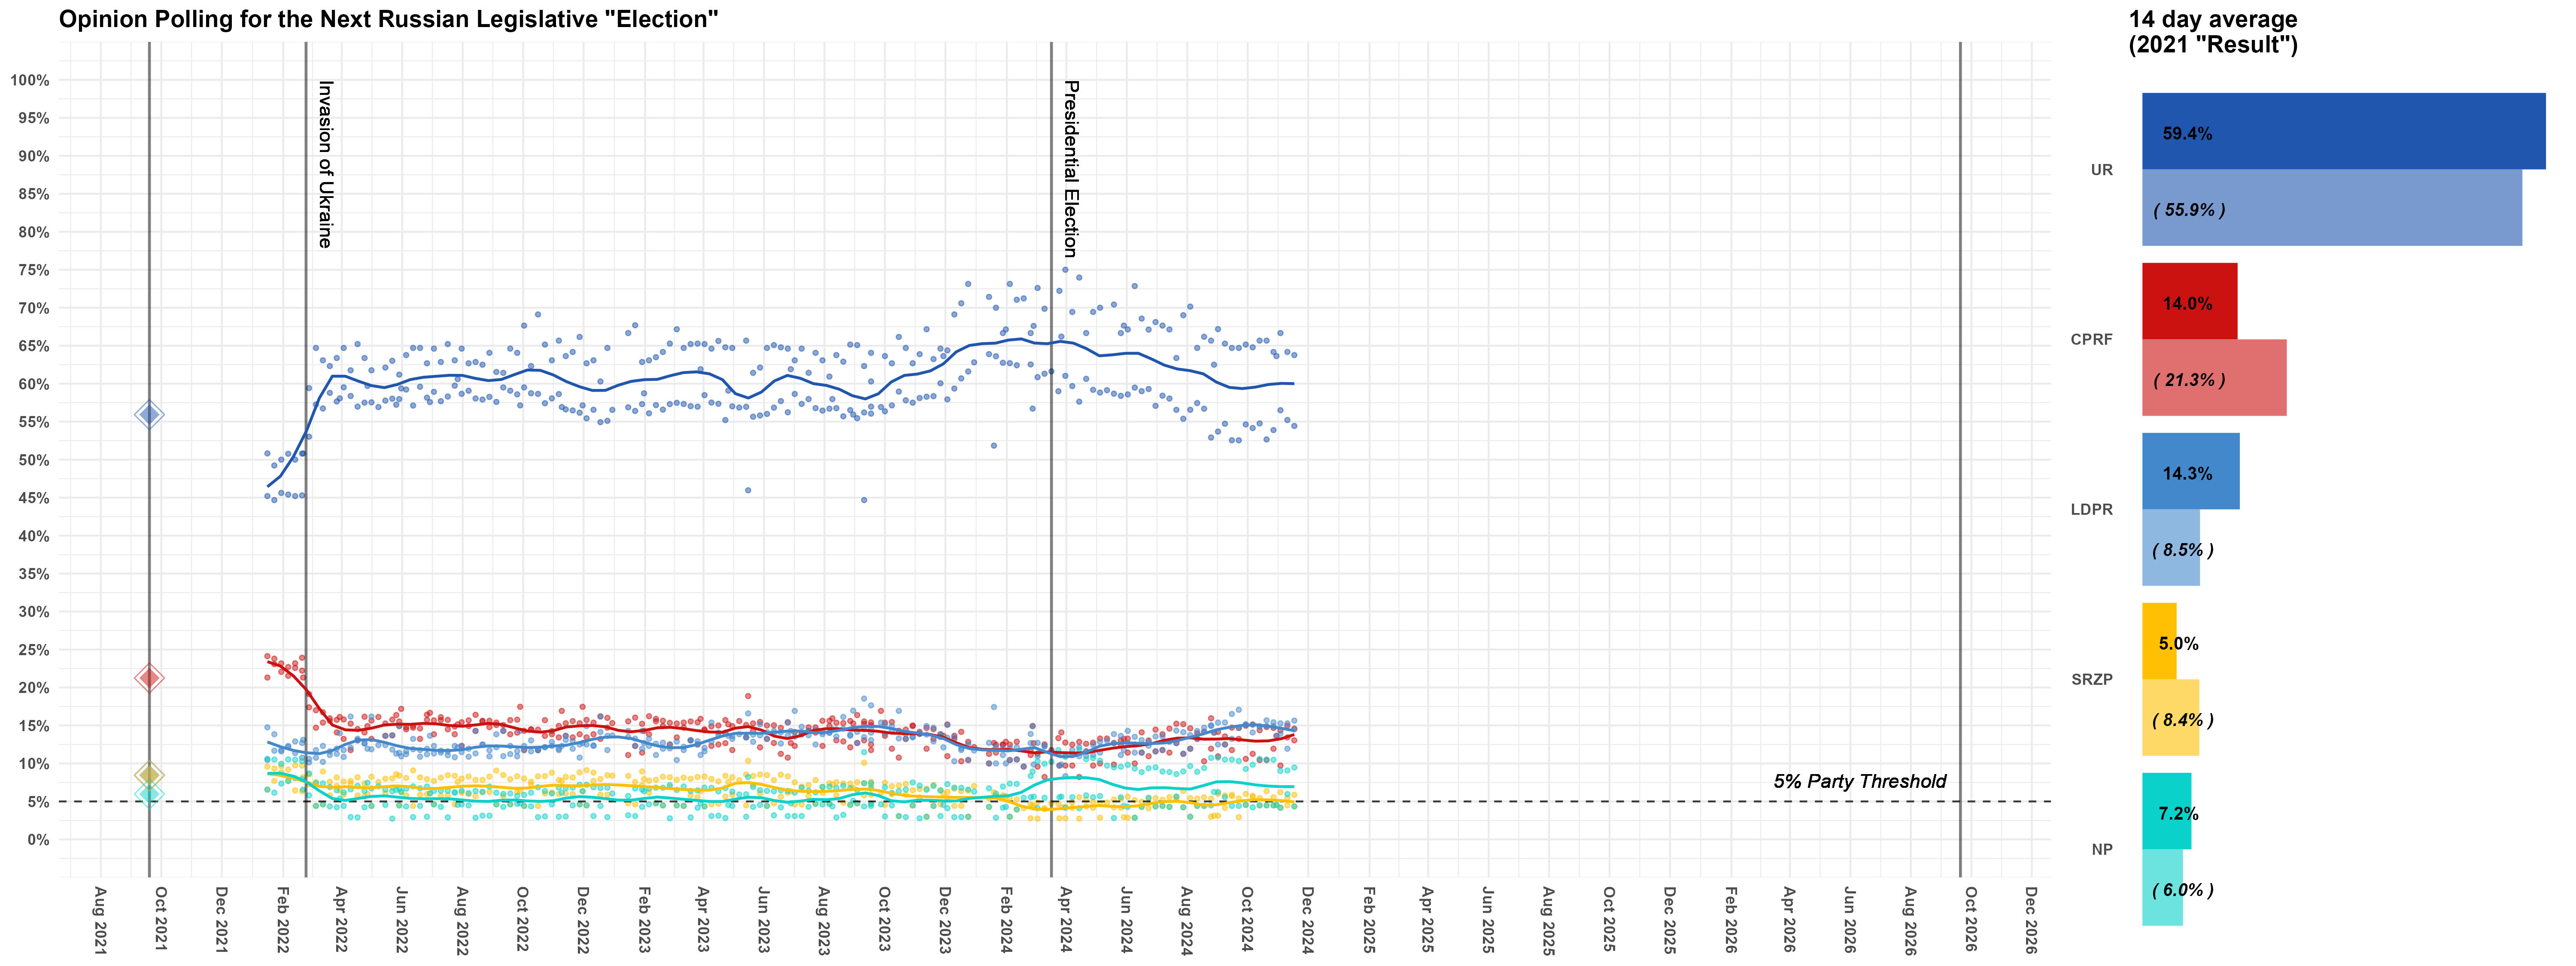 Opinion Polling for the Next Russian Legislative "Election"
100%
95%
90%
85%
80%
75%
70%
65%
60%
55%
50%
45%
40%
35%
30%
25%
20%
15%
10%
5%
0%
Invasion of Ukraine
Presidential Election
5% Party Threshold
Aug 2021
Oct 2021
Dec 2021
Feb 2022
Apr 2022
Jun 2022
Aug 2022
Oct 2022
Dec 2022
Feb 2023
Apr 2023
Jun 2023
Aug 2023
Oct 2023
Dec 2023
Feb 2024
Apr 2024
Jun 2024
Aug 2024
Oct 2024
Dec 2024
Feb 2025
Apr 2025
Jun 2025
Aug 2025
Oct 2025
Dec 2025
Feb 2026
Apr 2026
Jun 2026
Aug 2026
Oct 2026
Dec 2026
14 day average
(2021 "Result")
UR
59.4%
( 55.9% )
CPRF
14.0%
( 21.3% )
LDPR
14.3%
( 8.5% )
SRZP
5.0%
( 8.4% )
NP
7.2%
( 6.0% )